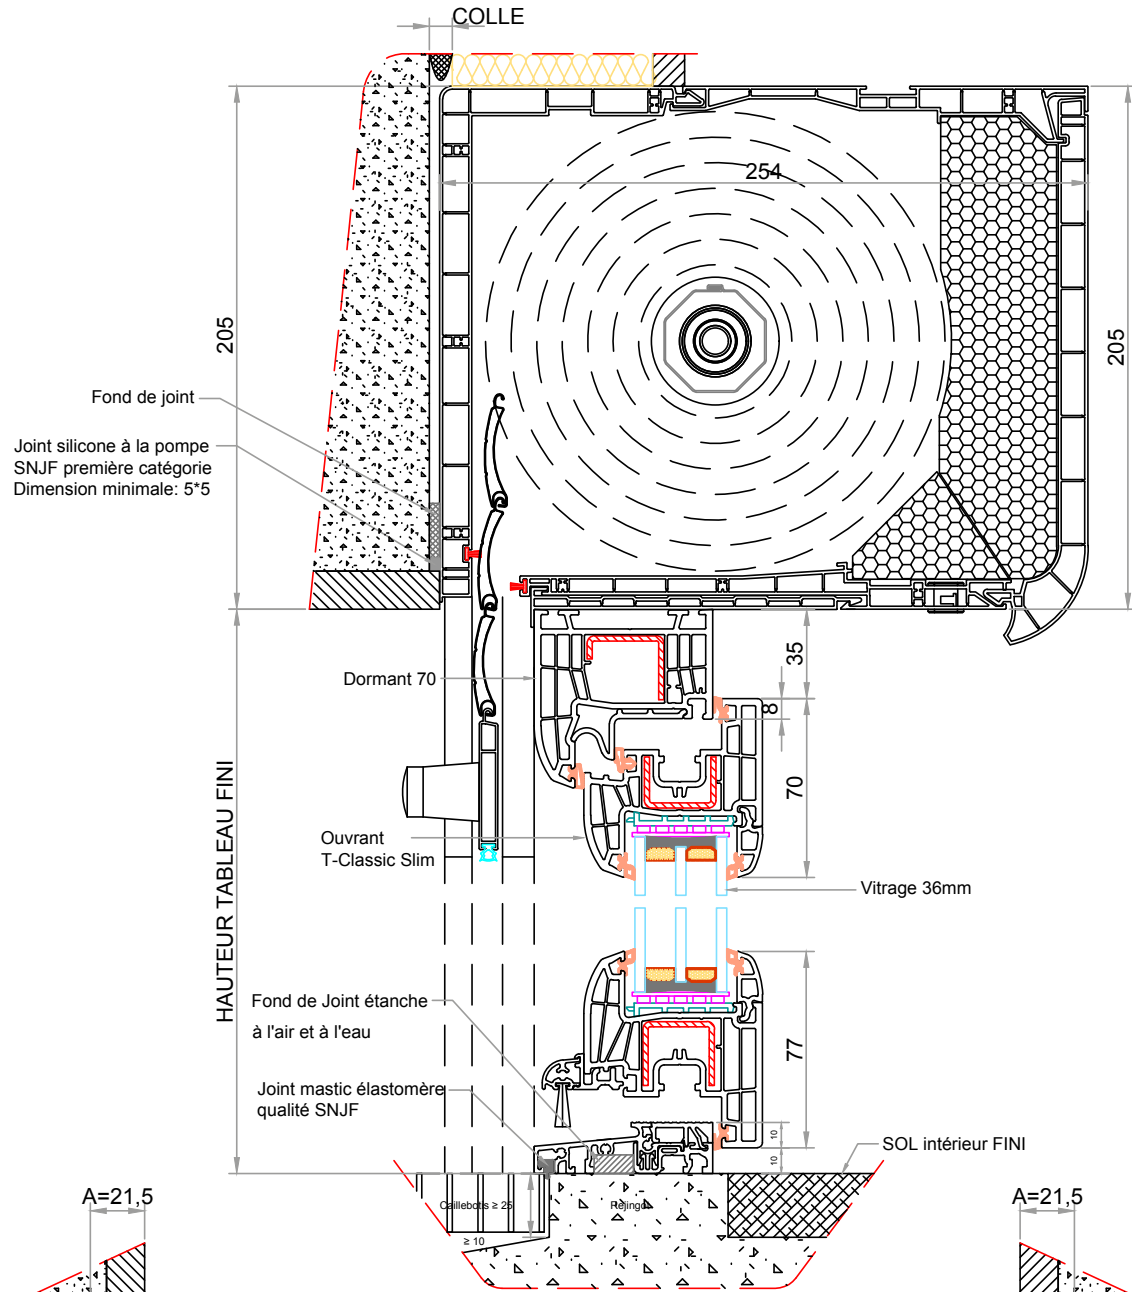 COLLE
254
205
205
Fond de joint
Joint silicone à la pompe
SNJF première catégorie
Dimension minimale: 5*5
35
8
Dormant 70
70
HAUTEUR TABLEAU FINI
Ouvrant
T-Classic Slim
Vitrage 36mm
Fond de Joint étanche
à l'air et à l'eau
77
Joint mastic élastomère
qualité SNJF
10
10
SOL intérieur FINI
A=21,5
A=21,5
Caillebotis ≥ 25
Rejingot
≥ 10